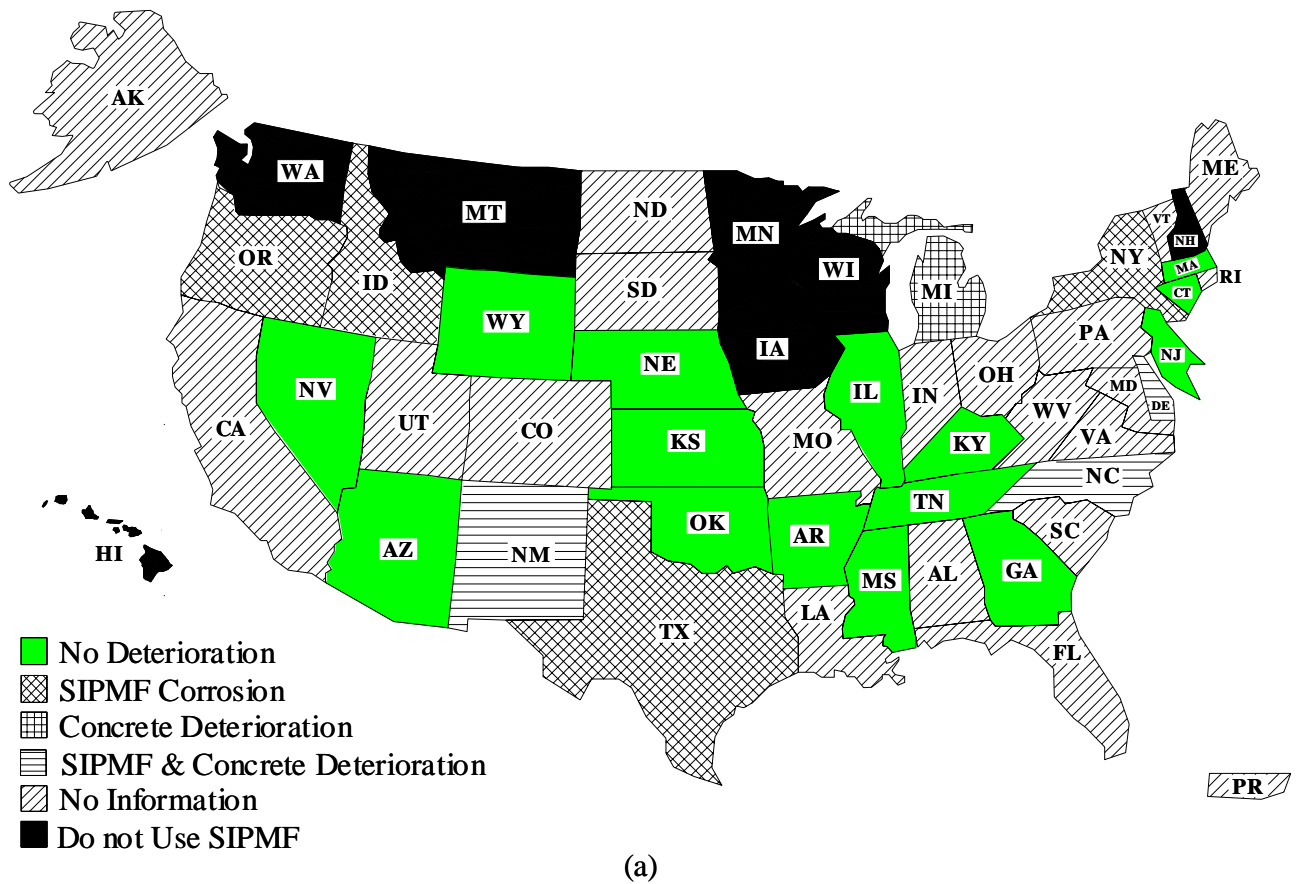 AK
WA
MT
ND
MN
ME
VT
NH
OR
ID
SD
WI
MI
NY
MA
RI
CT
WY
IA
PA
NJ
NV
NE
IL
IN
OH
MD
DE
CA
UT
CO
KS
MO
KY
WV
VA
NC
AZ
NM
OK
AR
TN
SC
HI
MS
AL
GA
TX
LA
FL
No Deterioration
SIPMF Corrosion
Concrete Deterioration
SIPMF & Concrete Deterioration
No Information
Do not Use SIPMF
PR
(a)